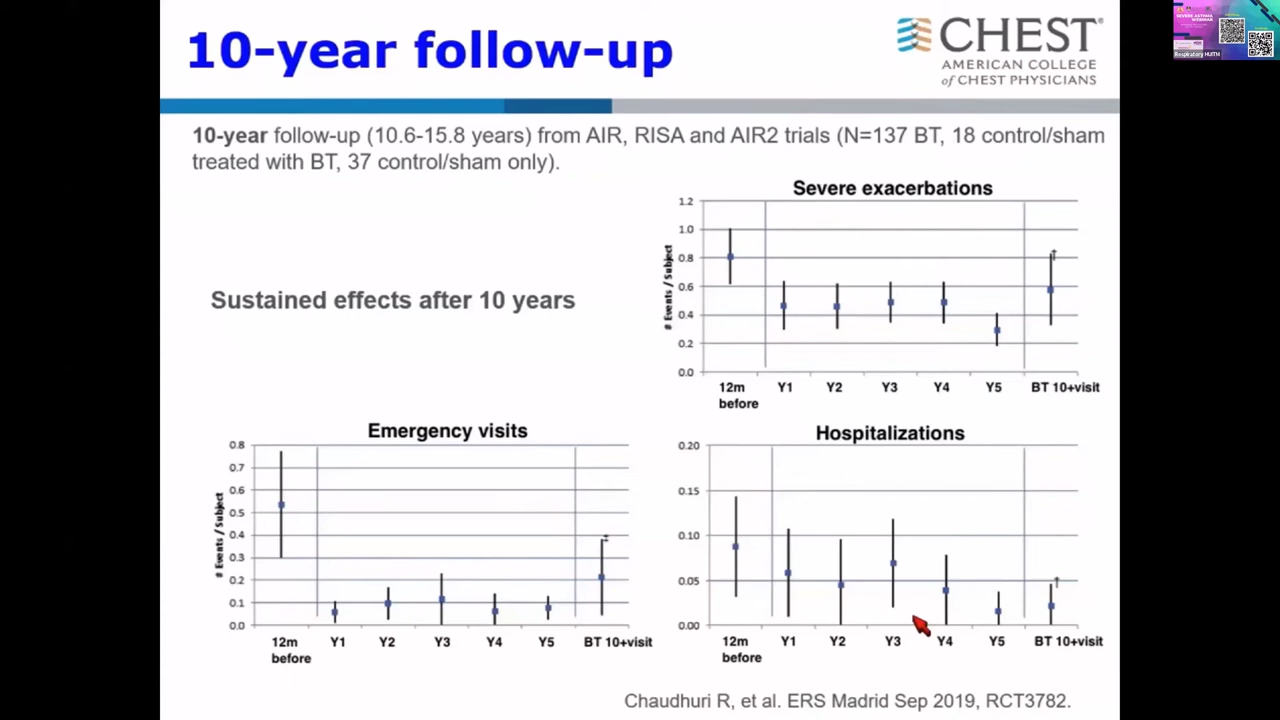 10-year follow-up
CHEST®
AMERICAN COLLEGE
of CHEST PHYSICIANS
SEVERE ASTHMA
WEBINAR
Respiratory HUITM
10-year follow-up (10.6-15.8 years) from AIR, RISA and AIR2 trials (N=137 BT, 18 control/sham
treated with BT, 37 control/sham only).
Sustained effects after 10 years
Severe exacerbations
# Events / Subject
1.2
1.0
0.8
0.6
0.4
0.2
0.0
†
12m before Y1 Y2 Y3 Y4 Y5 BT 10+visit
Emergency visits
# Events / Subject
0.8
0.7
0.6
0.5
0.4
0.3
0.2
0.1
0.0
‡
12m before Y1 Y2 Y3 Y4 Y5 BT 10+visit
Hospitalizations
0.20
0.15
0.10
0.05
0.00
†
12m before Y1 Y2 Y3 Y4 Y5 BT 10+visit
Chaudhuri R, et al. ERS Madrid Sep 2019, RCT3782.